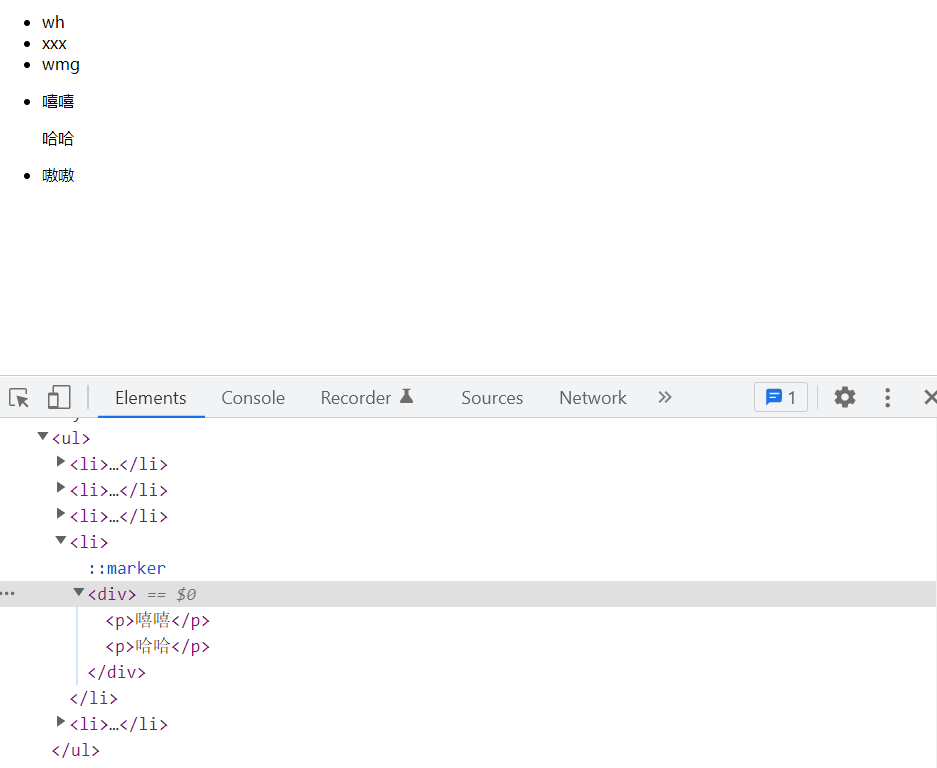 wh
xxx
wmg
嘻嘻
哈哈
嗷嗷
Elements Console Recorder Sources Network » 1
<ul>
<li>…</li>
<li>…</li>
<li>…</li>
<li>
::marker
<div> == $0
<p>嘻嘻</p>
<p>哈哈</p>
</div>
</li>
<li>…</li>
</ul>